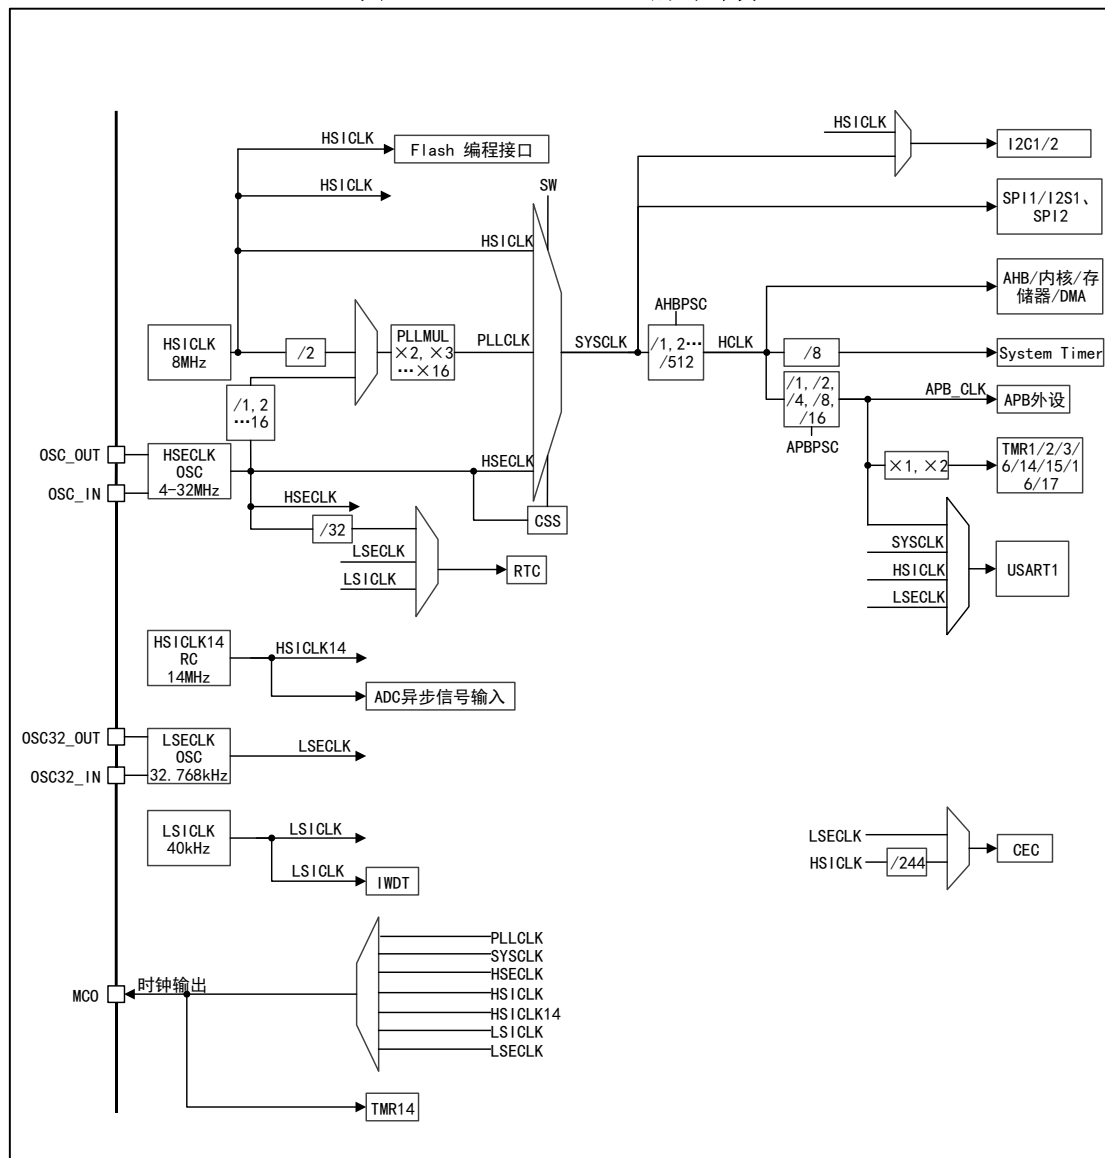 HSICLK
Flash 编程接口
HSICLK
HSICLK
I2C1/2
SW
SPI1/I2S1、
SPI2
HSICLK
AHBPSC
AHB/内核/存
储器/DMA
HSICLK
8MHz
/2
PLLMUL
×2, ×3
…×16
PLLCLK
SYSCLK
/1, 2…
/512
HCLK
/8
System Timer
/1, 2
…16
/1, /2,
/4, /8,
/16
APBPSC
APB_CLK
APB外设
OSC_OUT
OSC_IN
HSECLK
OSC
4-32MHz
HSECLK
×1, ×2
TMR1/2/3/
6/14/15/1
6/17
HSECLK
CSS
/32
LSECLK
LSICLK
RTC
SYSCLK
HSICLK
LSECLK
USART1
HSICLK14
RC
14MHz
HSICLK14
ADC异步信号输入
OSC32_OUT
OSC32_IN
LSECLK
OSC
32.768kHz
LSECLK
LSICLK
40kHz
LSICLK
LSICLK
IWDT
LSECLK
HSICLK
/244
CEC
MCO
时钟输出
PLLCLK
SYSCLK
HSECLK
HSICLK
HSICLK14
LSICLK
LSECLK
TMR14